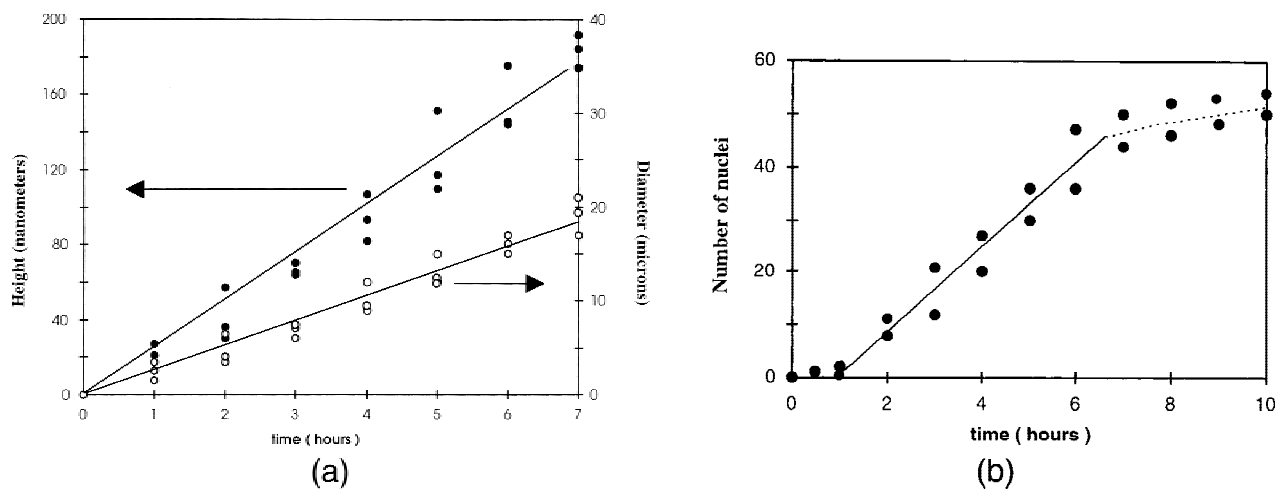 200
160
120
80
40
0
Height (nanometers)
40
30
20
10
0
Diameter (microns)
0 1 2 3 4 5 6 7
time ( hours )
(a)
60
40
20
0
Number of nuclei
0 2 4 6 8 10
time ( hours )
(b)